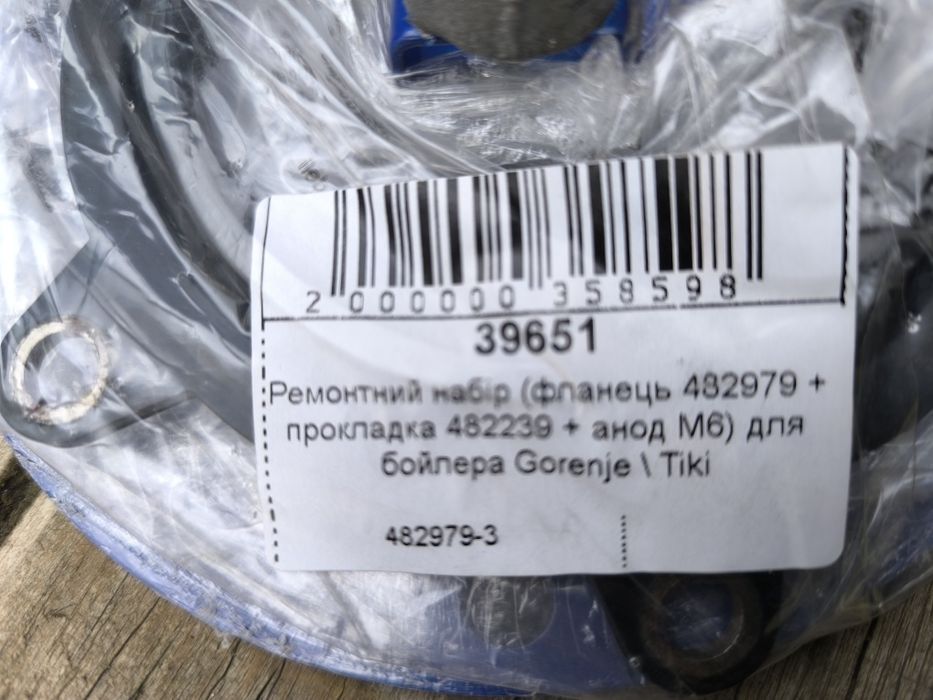 2 000000 358598
39651
Ремонтний набір (фланець 482979 +
прокладка 482239 + анод М6) для
бойлера Gorenje \ Tiki
482979-3